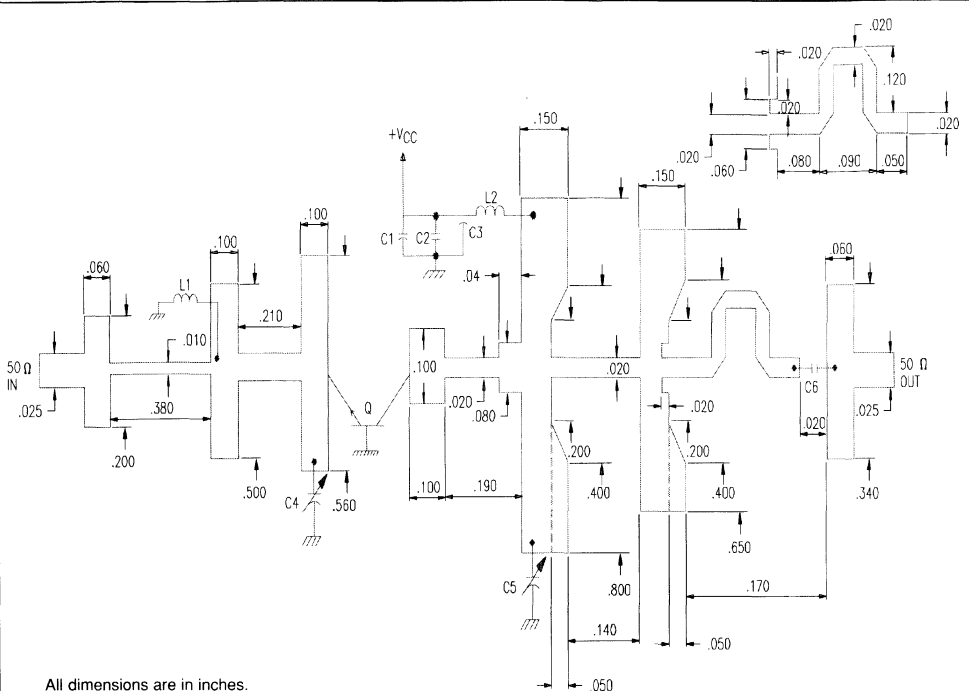 .020
.020
.120
.150
.020
.020
+VCC
.020
.060
.080
.090
.050
.150
L2
.100
C1
C2
C3
.100
.04
.060
.060
L1
.210
.010
50 Ω
IN
.100
.020
50 Ω
OUT
C6
.025
.380
Q
.020
.080
.020
.020
.025
.200
.200
.200
.500
.400
.400
.340
C4
.560
.100
.190
.650
C5
.800
.170
.140
.050
.050
All dimensions are in inches.